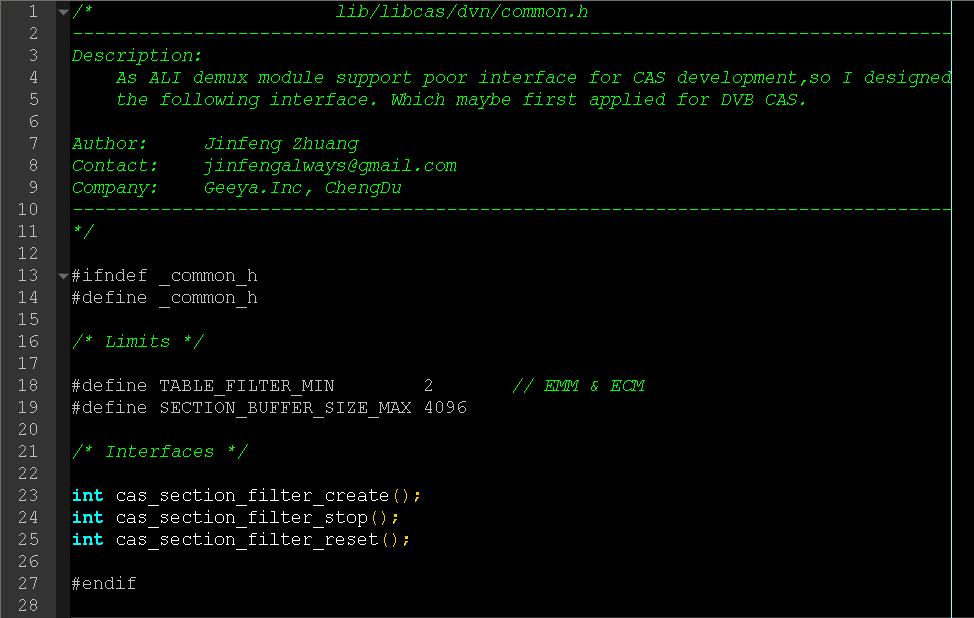 1 /* lib/libcas/dvn/common.h
2 --------------------------------------------------------------------------------
3 Description:
4 As ALI demux module support poor interface for CAS development,so I designed
5 the following interface. Which maybe first applied for DVB CAS.
6
7 Author: Jinfeng Zhuang
8 Contact: jinfengalways@gmail.com
9 Company: Geeya.Inc, ChengDu
10 --------------------------------------------------------------------------------
11 */
12
13 #ifndef _common_h
14 #define _common_h
15
16 /* Limits */
17
18 #define TABLE_FILTER_MIN 2 // EMM & ECM
19 #define SECTION_BUFFER_SIZE_MAX 4096
20
21 /* Interfaces */
22
23 int cas_section_filter_create();
24 int cas_section_filter_stop();
25 int cas_section_filter_reset();
26
27 #endif
28